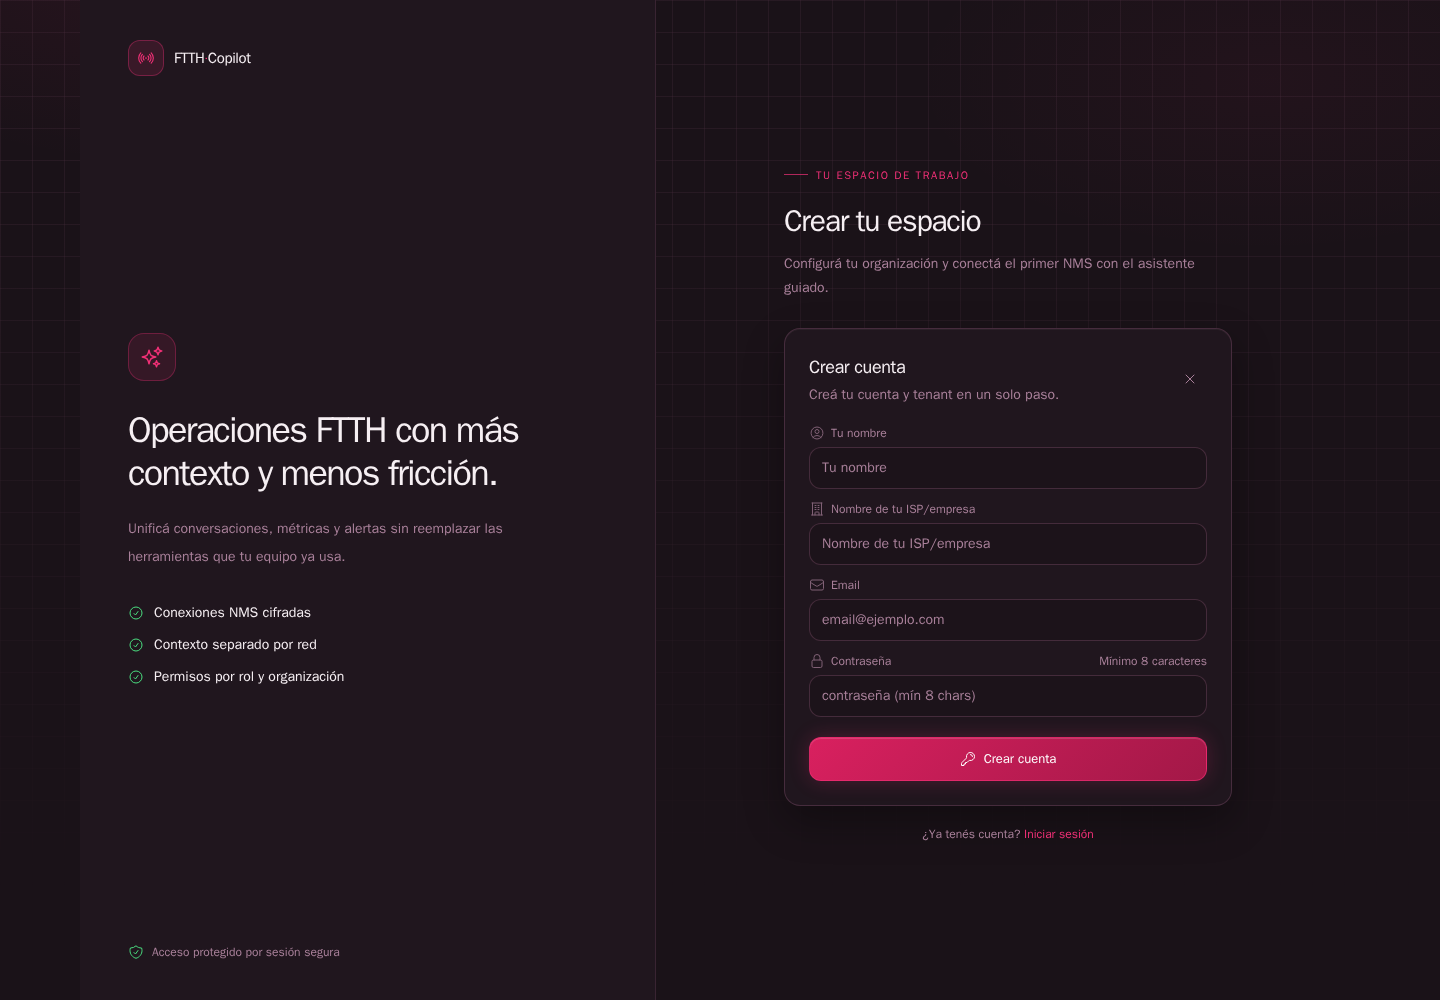 FTTH·Copilot
Operaciones FTTH con más
contexto y menos fricción.
Unificá conversaciones, métricas y alertas sin reemplazar las
herramientas que tu equipo ya usa.
Conexiones NMS cifradas
Contexto separado por red
Permisos por rol y organización
Acceso protegido por sesión segura
TU ESPACIO DE TRABAJO
Crear tu espacio
Configurá tu organización y conectá el primer NMS con el asistente
guiado.
Crear cuenta
Creá tu cuenta y tenant en un solo paso.
Tu nombre
Tu nombre
Nombre de tu ISP/empresa
Nombre de tu ISP/empresa
Email
email@ejemplo.com
Contraseña Mínimo 8 caracteres
contraseña (mín 8 chars)
Crear cuenta
¿Ya tenés cuenta? Iniciar sesión